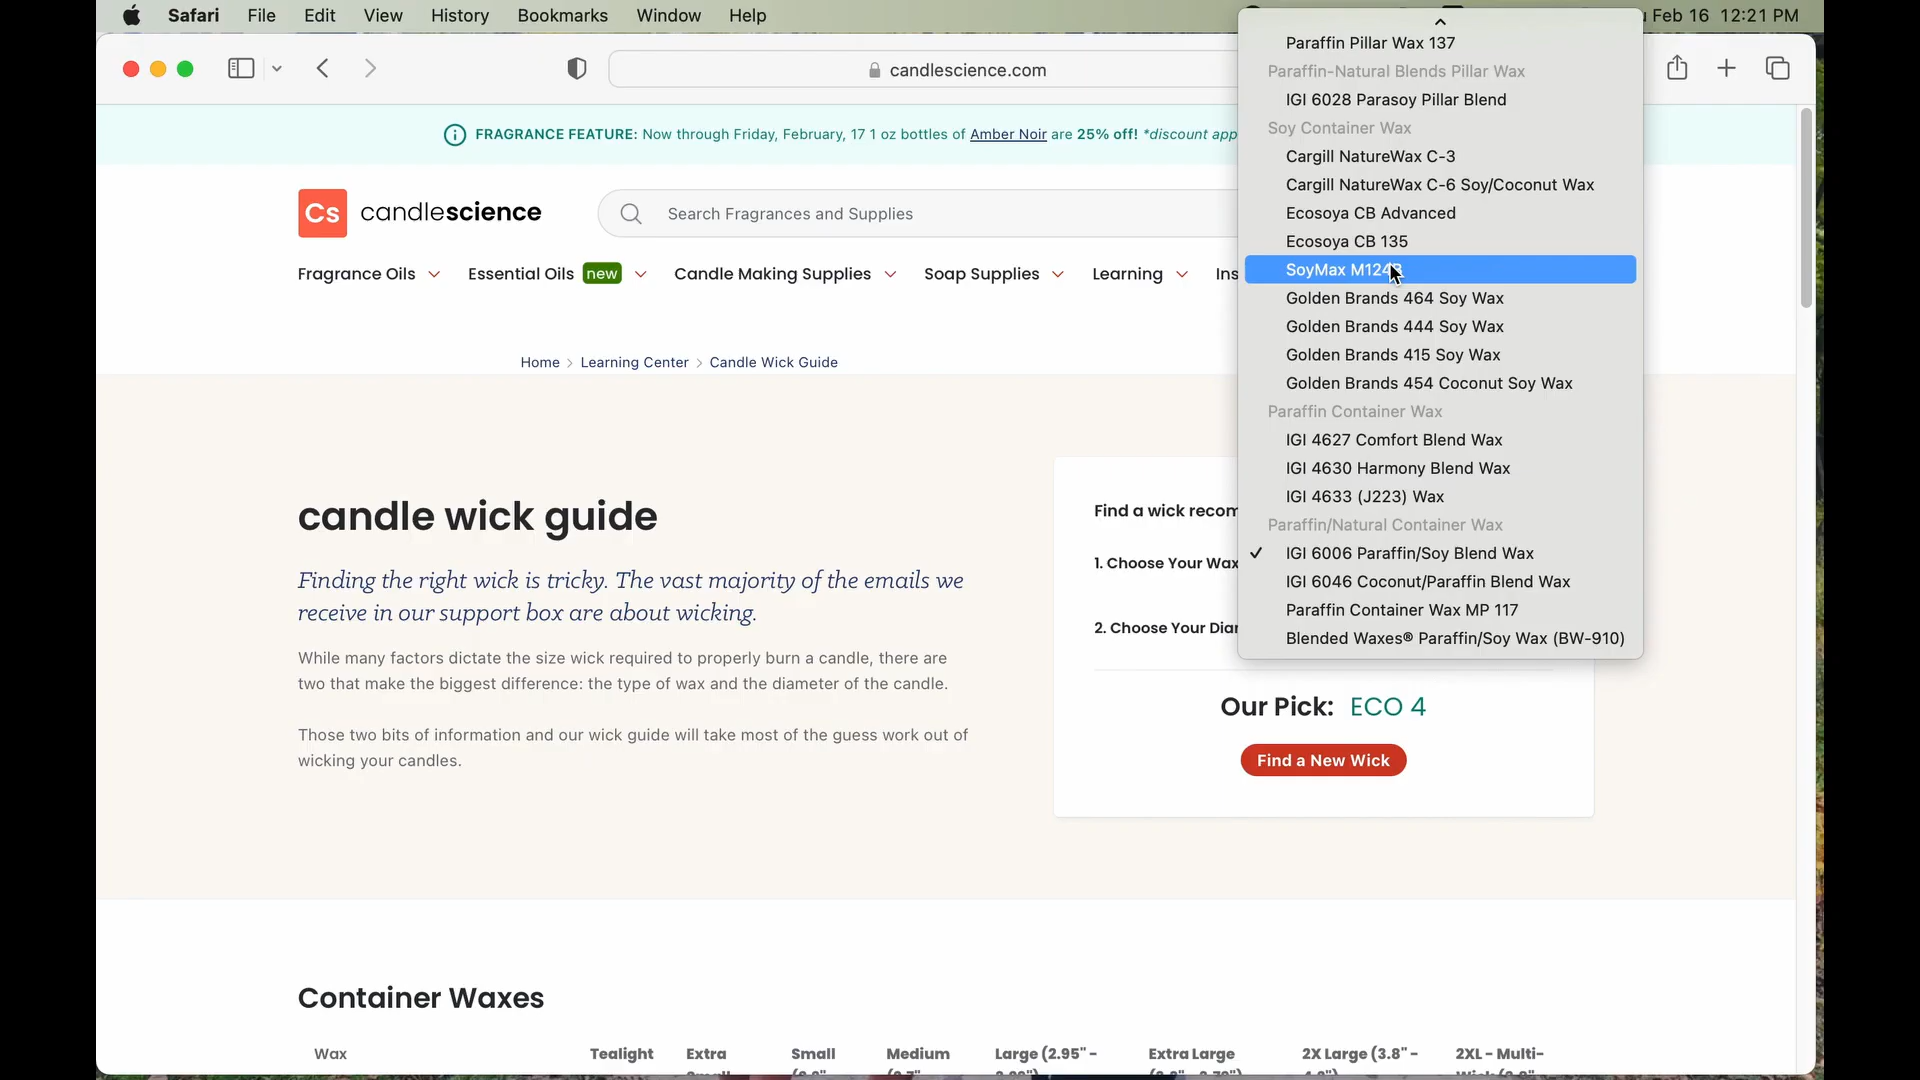 Safari File Edit View History Bookmarks Window Help
Feb 16 12:21 PM
candlescience.com
FRAGRANCE FEATURE: Now through Friday, February, 17 1 oz bottles of Amber Noir are 25% off! *discount app
Cs candlescience
Search Fragrances and Supplies
Fragrance Oils Essential Oils new Candle Making Supplies Soap Supplies Learning Ins
Home > Learning Center > Candle Wick Guide
candle wick guide
Finding the right wick is tricky. The vast majority of the emails we
receive in our support box are about wicking.
While many factors dictate the size wick required to properly burn a candle, there are
two that make the biggest difference: the type of wax and the diameter of the candle.
Those two bits of information and our wick guide will take most of the guess work out of
wicking your candles.
Find a wick recom
1. Choose Your Wax
2. Choose Your Diar
Our Pick: ECO 4
Find a New Wick
Paraffin Pillar Wax 137
Paraffin-Natural Blends Pillar Wax
IGI 6028 Parasoy Pillar Blend
Soy Container Wax
Cargill NatureWax C-3
Cargill NatureWax C-6 Soy/Coconut Wax
Ecosoya CB Advanced
Ecosoya CB 135
SoyMax
Golden Brands 464 Soy Wax
Golden Brands 444 Soy Wax
Golden Brands 415 Soy Wax
Golden Brands 454 Coconut Soy Wax
Paraffin Container Wax
IGI 4627 Comfort Blend Wax
IGI 4630 Harmony Blend Wax
IGI 4633 (J223) Wax
Paraffin/Natural Container Wax
✓ IGI 6006 Paraffin/Soy Blend Wax
IGI 6046 Coconut/Paraffin Blend Wax
Paraffin Container Wax MP 117
Blended Waxes® Paraffin/Soy Wax (BW-910)
Container Waxes
Wax Tealight Extra Small Medium Large (2.95" - Extra Large 2X Large (3.8" - 2XL - Multi-